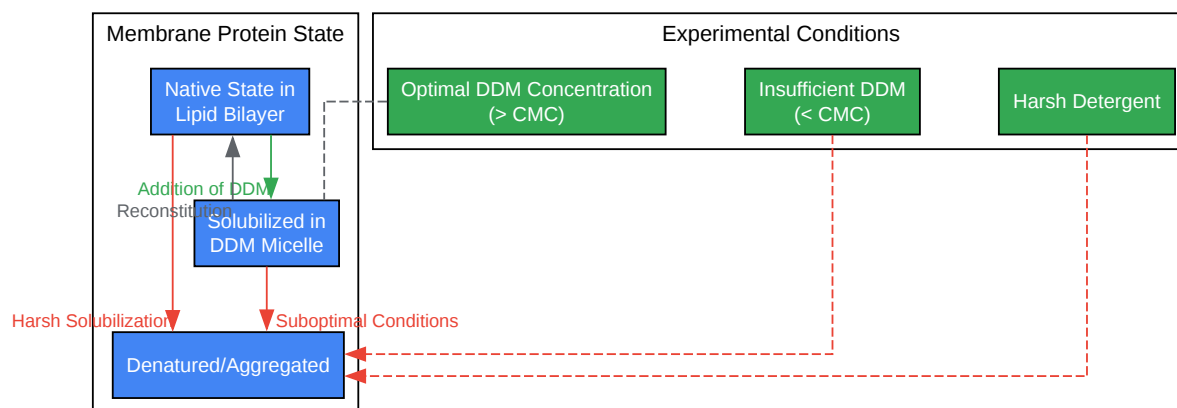 Membrane Protein State
Experimental Conditions
Native State in
Lipid Bilayer
Optimal DDM Concentration
(> CMC)
Insufficient DDM
(< CMC)
Harsh Detergent
Addition of DDM
Reconstitution
Solubilized in
DDM Micelle
Harsh Solubilization
Suboptimal Conditions
Denatured/Aggregated